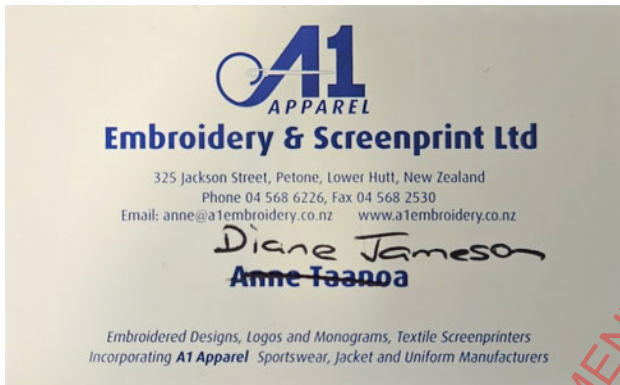 A1
APPAREL
Embroidery & Screenprint Ltd
325 Jackson Street, Petone, Lower Hutt, New Zealand
Phone 04 568 6226, Fax 04 568 2530
Email: anne@a1embroidery.co.nz www.a1embroidery.co.nz
Diane Jameson
Anne Taanoa
Embroidered Designs, Logos and Monograms, Textile Screenprinters
Incorporating A1 Apparel Sportswear, Jacket and Uniform Manufacturers